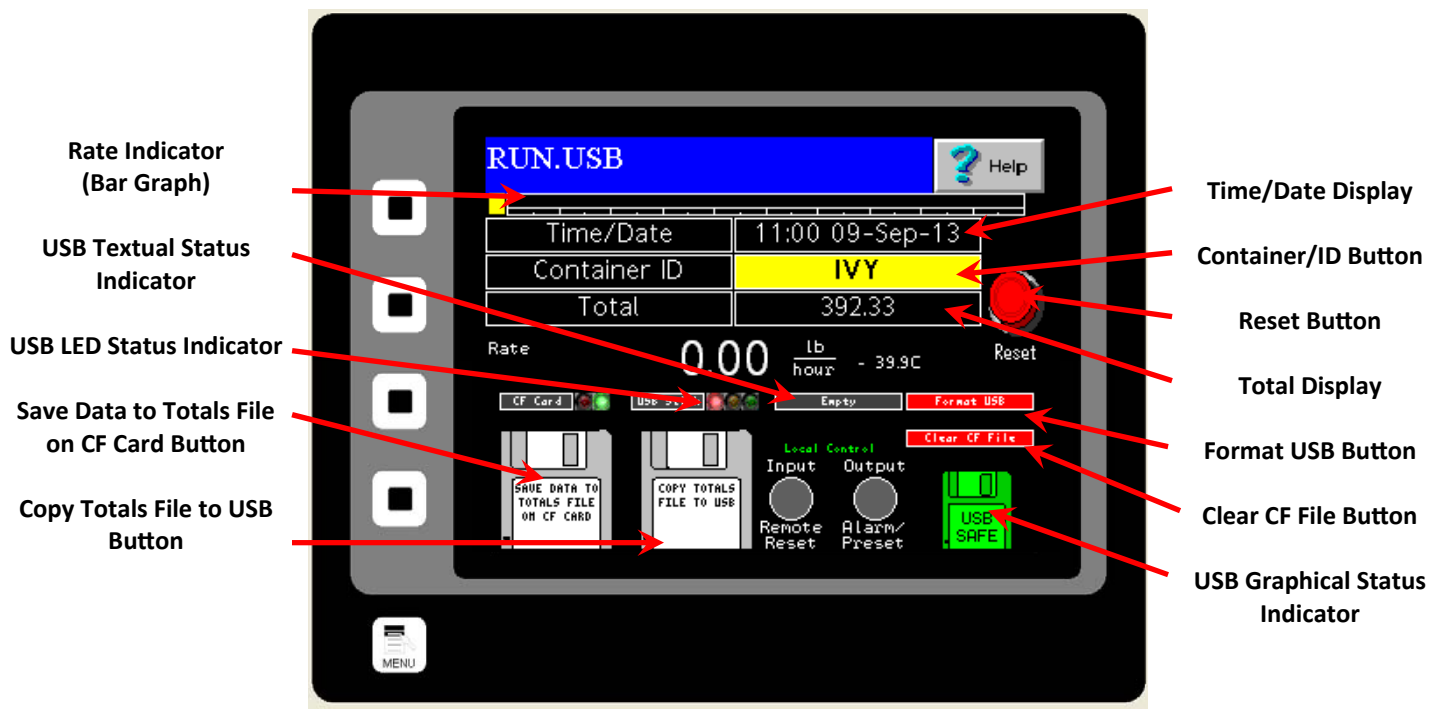 Rate Indicator
(Bar Graph)
USB Textual Status
Indicator
USB LED Status Indicator
Save Data to Totals File
on CF Card Button
Copy Totals File to USB
Button
RUN.USB
Help
Time/Date
11:00 09-Sep-13
Container ID
IVY
Total
392.33
Rate
0.00
lb
hour
- 39.9C
Reset
CF Card
Empty
Format USB
Clear CF File
SAVE DATA TO
TOTALS FILE
ON CF CARD
COPY TOTALS
FILE TO USB
Local Control
Input
Output
Remote
Reset
Alarm/
Preset
USB
SAFE
MENU
Time/Date Display
Container/ID Button
Reset Button
Total Display
Format USB Button
Clear CF File Button
USB Graphical Status
Indicator